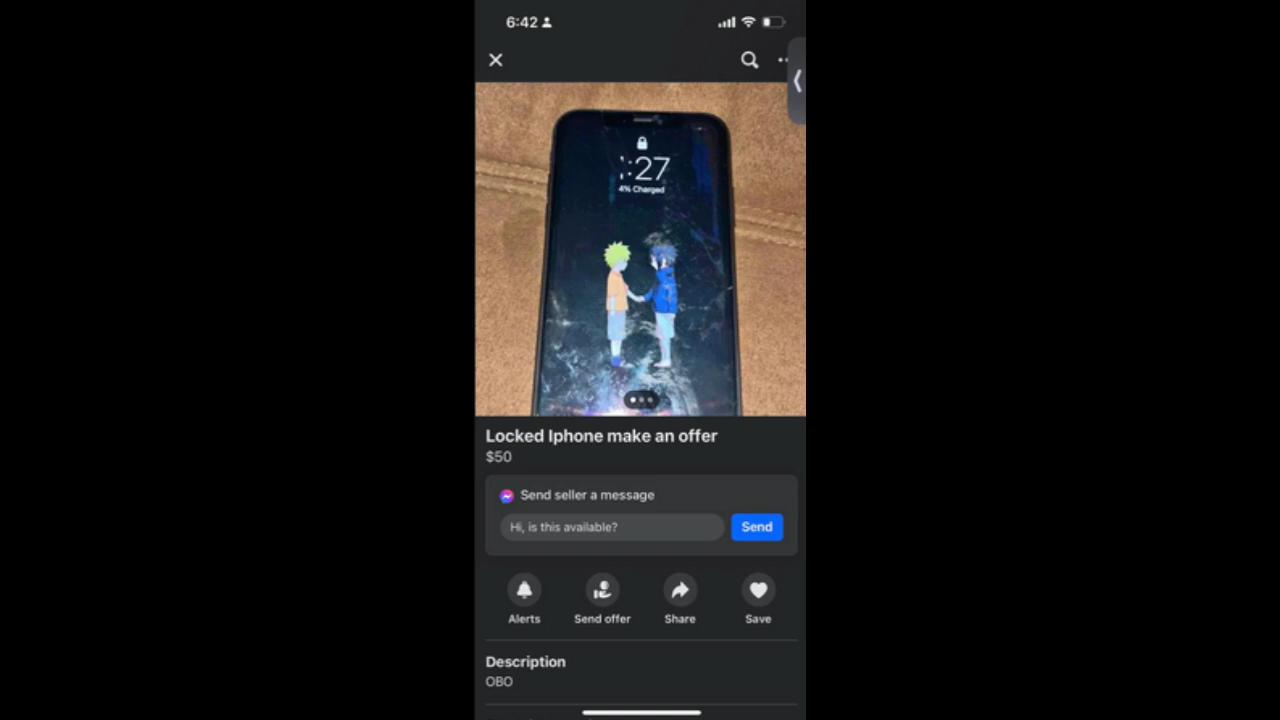 6:42
:27
4% Charged
Locked Iphone make an offer
$50
Send seller a message
Hi, is this available?
Send
Alerts
Send offer
Share
Save
Description
OBO